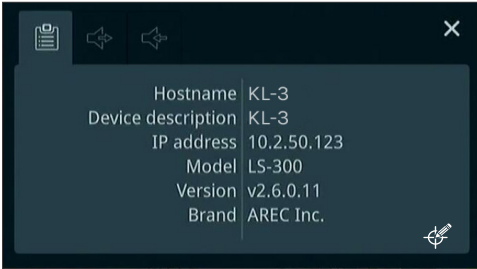 Hostname KL-3
Device description KL-3
IP address 10.2.50.123
Model LS-300
Version v2.6.0.11
Brand AREC Inc.